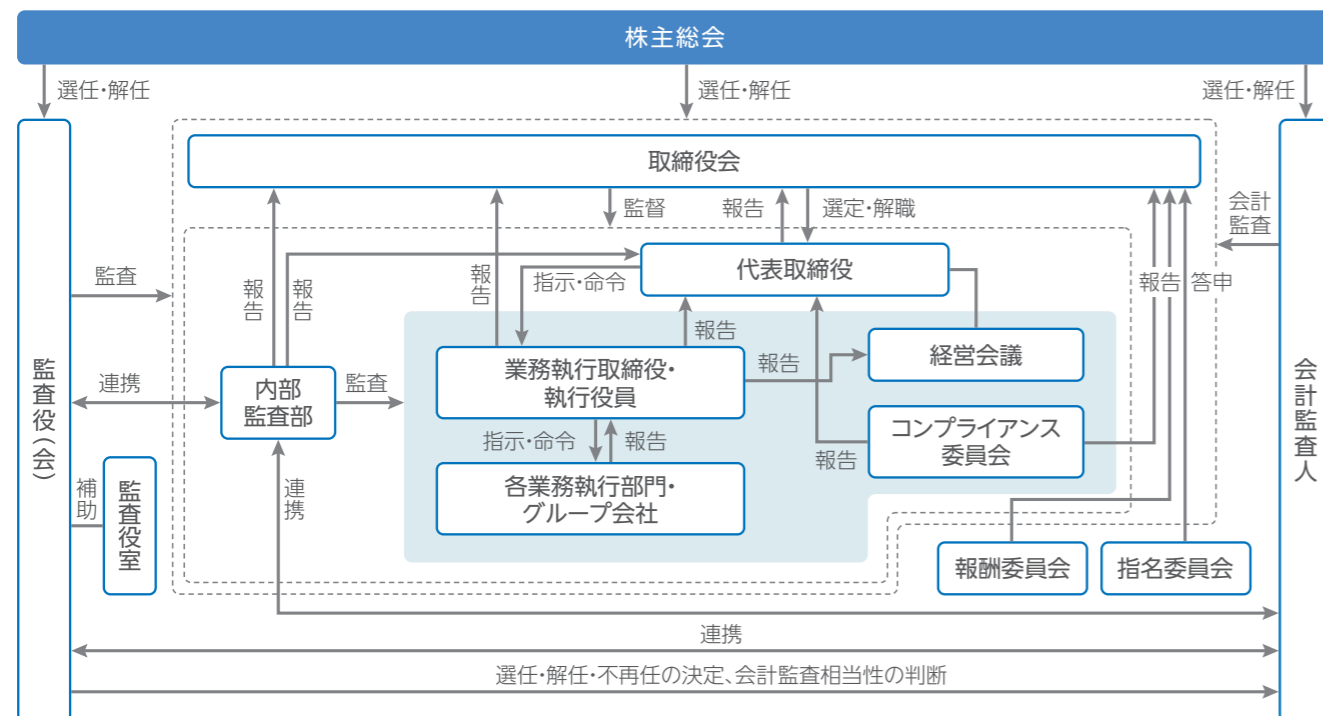 株主総会
選任・解任
選任・解任
選任・解任
取締役会
監督
報告
選定・解職
会計
監査
代表取締役
監査
報告
報告
報告
指示・命令
報告
答申
報告
報告
経営会議
業務執行取締役・
執行役員
監査役(会)
連携
内部
監査部
監査
会計監査人
コンプライアンス
委員会
指示・命令
報告
報告
補助
監査役室
連携
各業務執行部門・
グループ会社
報酬委員会
指名委員会
連携
選任・解任・不再任の決定、会計監査相当性の判断